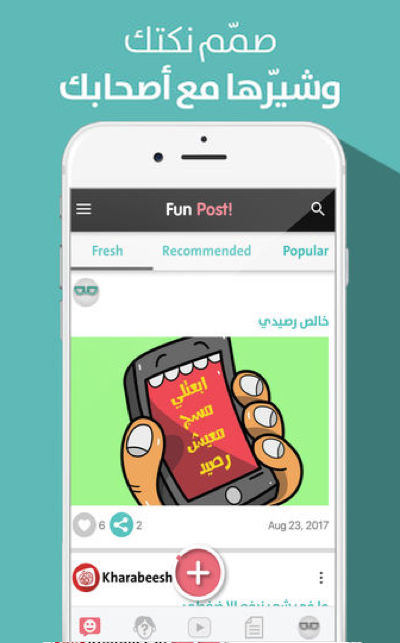 صمّم نكتك
وشيّرها مع أصحابك
Fun Post!
Fresh Recommended Popular
خالص رصيدي
ابعتلي
مسج
معيش
رصيد
6 2 Aug 23, 2017
Kharabeesh